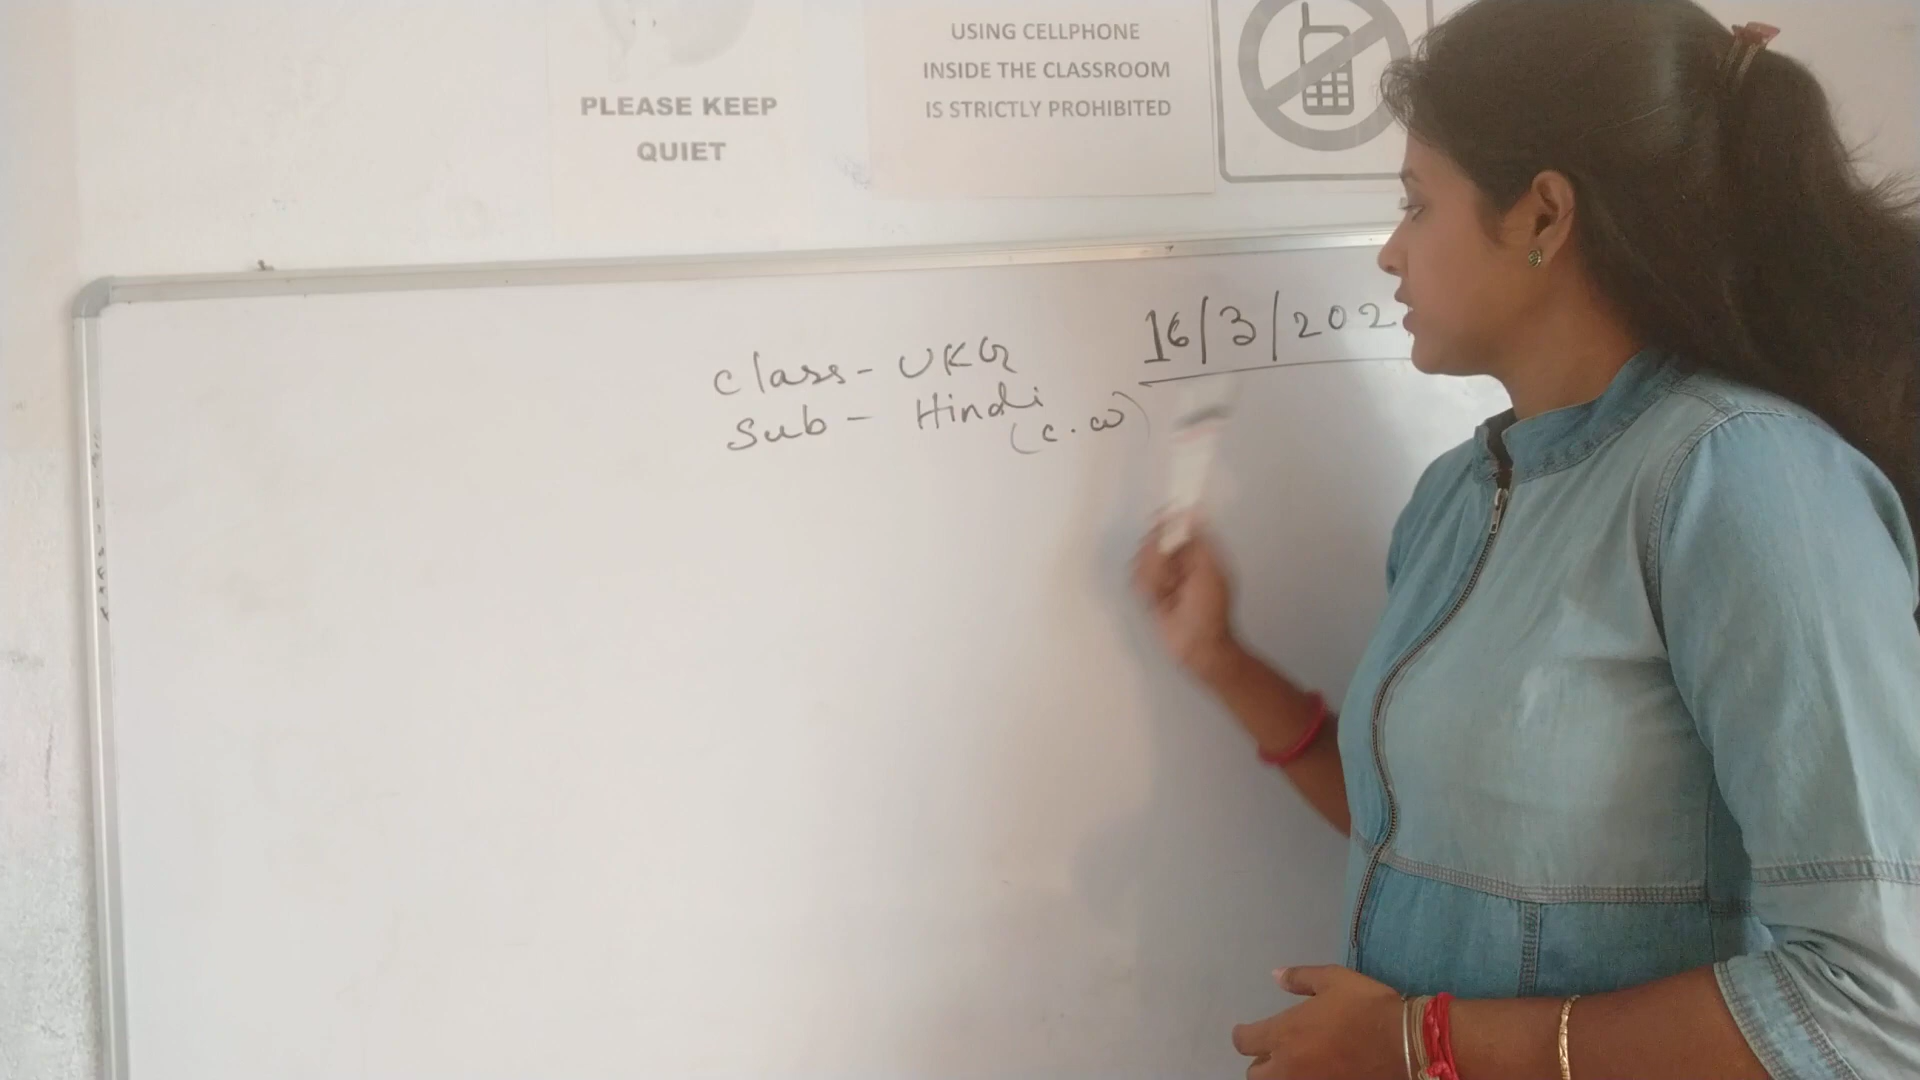 PLEASE KEEP
QUIET
USING CELLPHONE
INSIDE THE CLASSROOM
IS STRICTLY PROHIBITED
16/3/202
class - UKG
Sub - Hindi
(c.w)